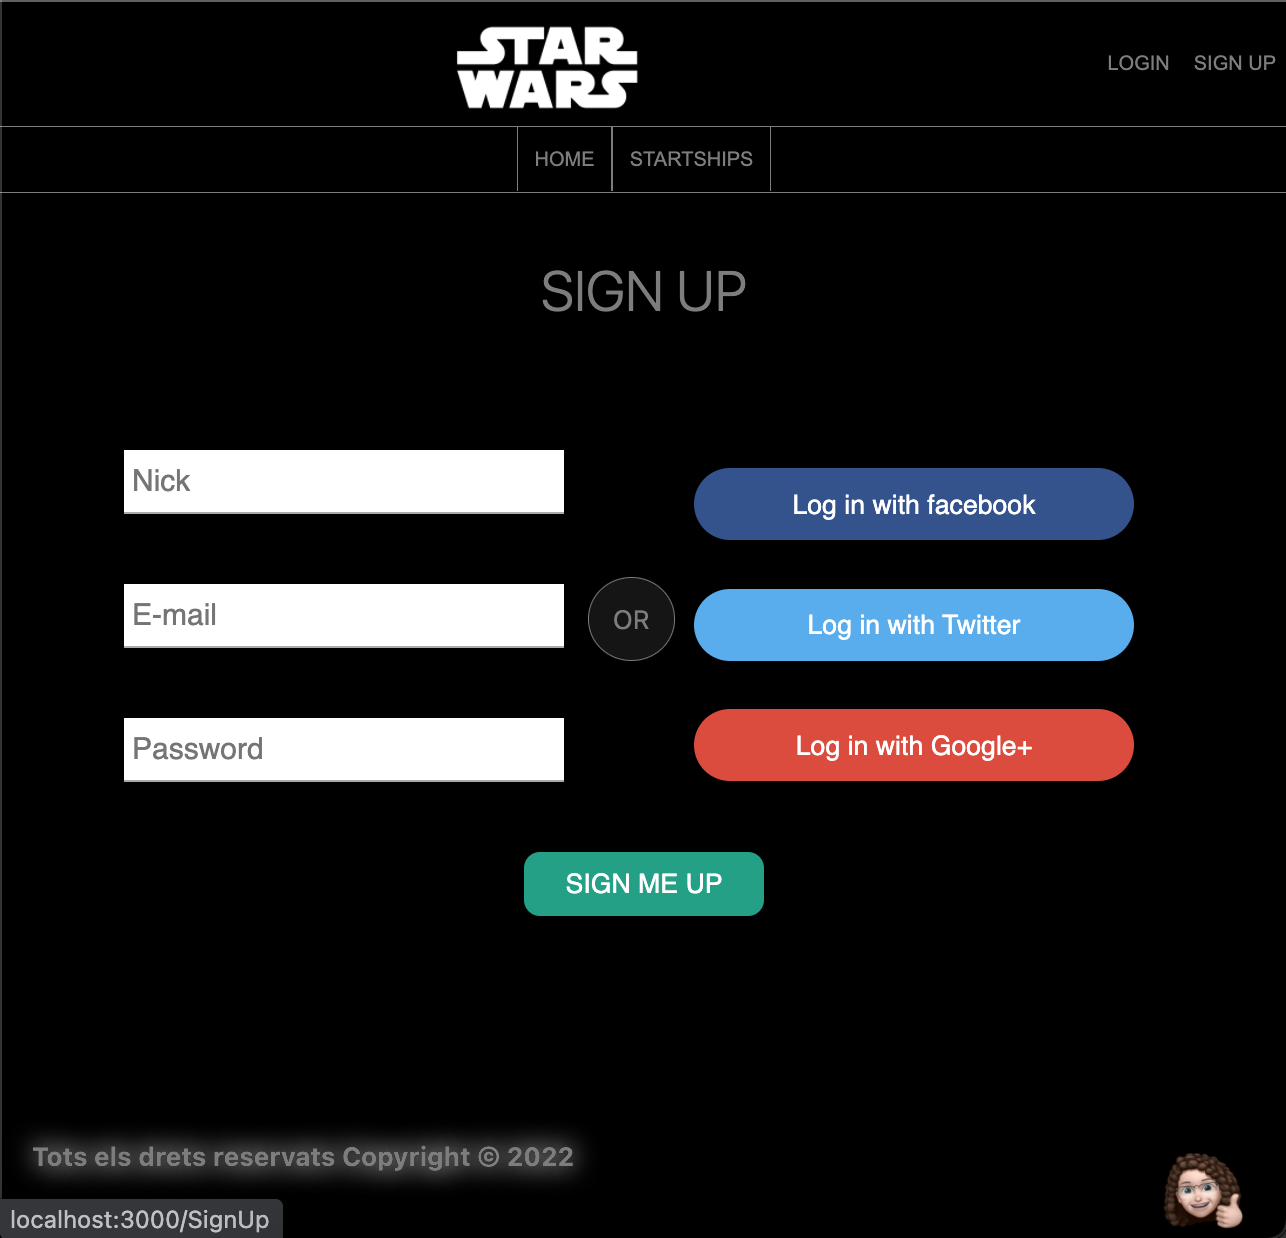 STAR
WARS
LOGIN SIGN UP
HOME STARTSHIPS
SIGN UP
Nick
E-mail
Password
OR
Log in with facebook
Log in with Twitter
Log in with Google+
SIGN ME UP
Tots els drets reservats Copyright © 2022
localhost:3000/SignUp